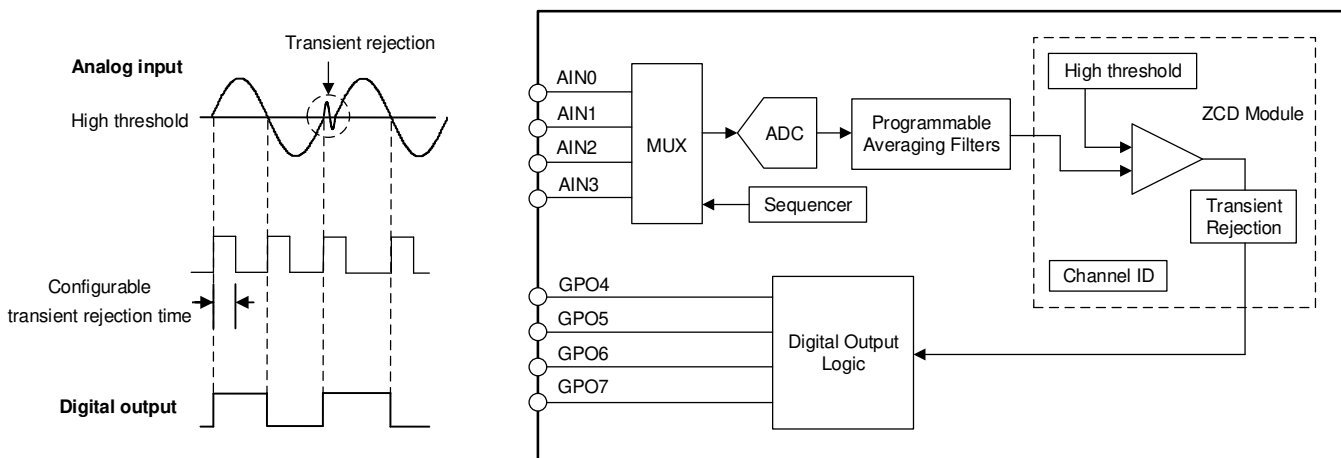 Transient rejection
Analog input
High threshold
Configurable
transient rejection time
Digital output
AIN0
AIN1
AIN2
AIN3
MUX
ADC
Programmable
Averaging Filters
Sequencer
High threshold
ZCD Module
Transient
Rejection
Channel ID
GPO4
GPO5
GPO6
GPO7
Digital Output
Logic